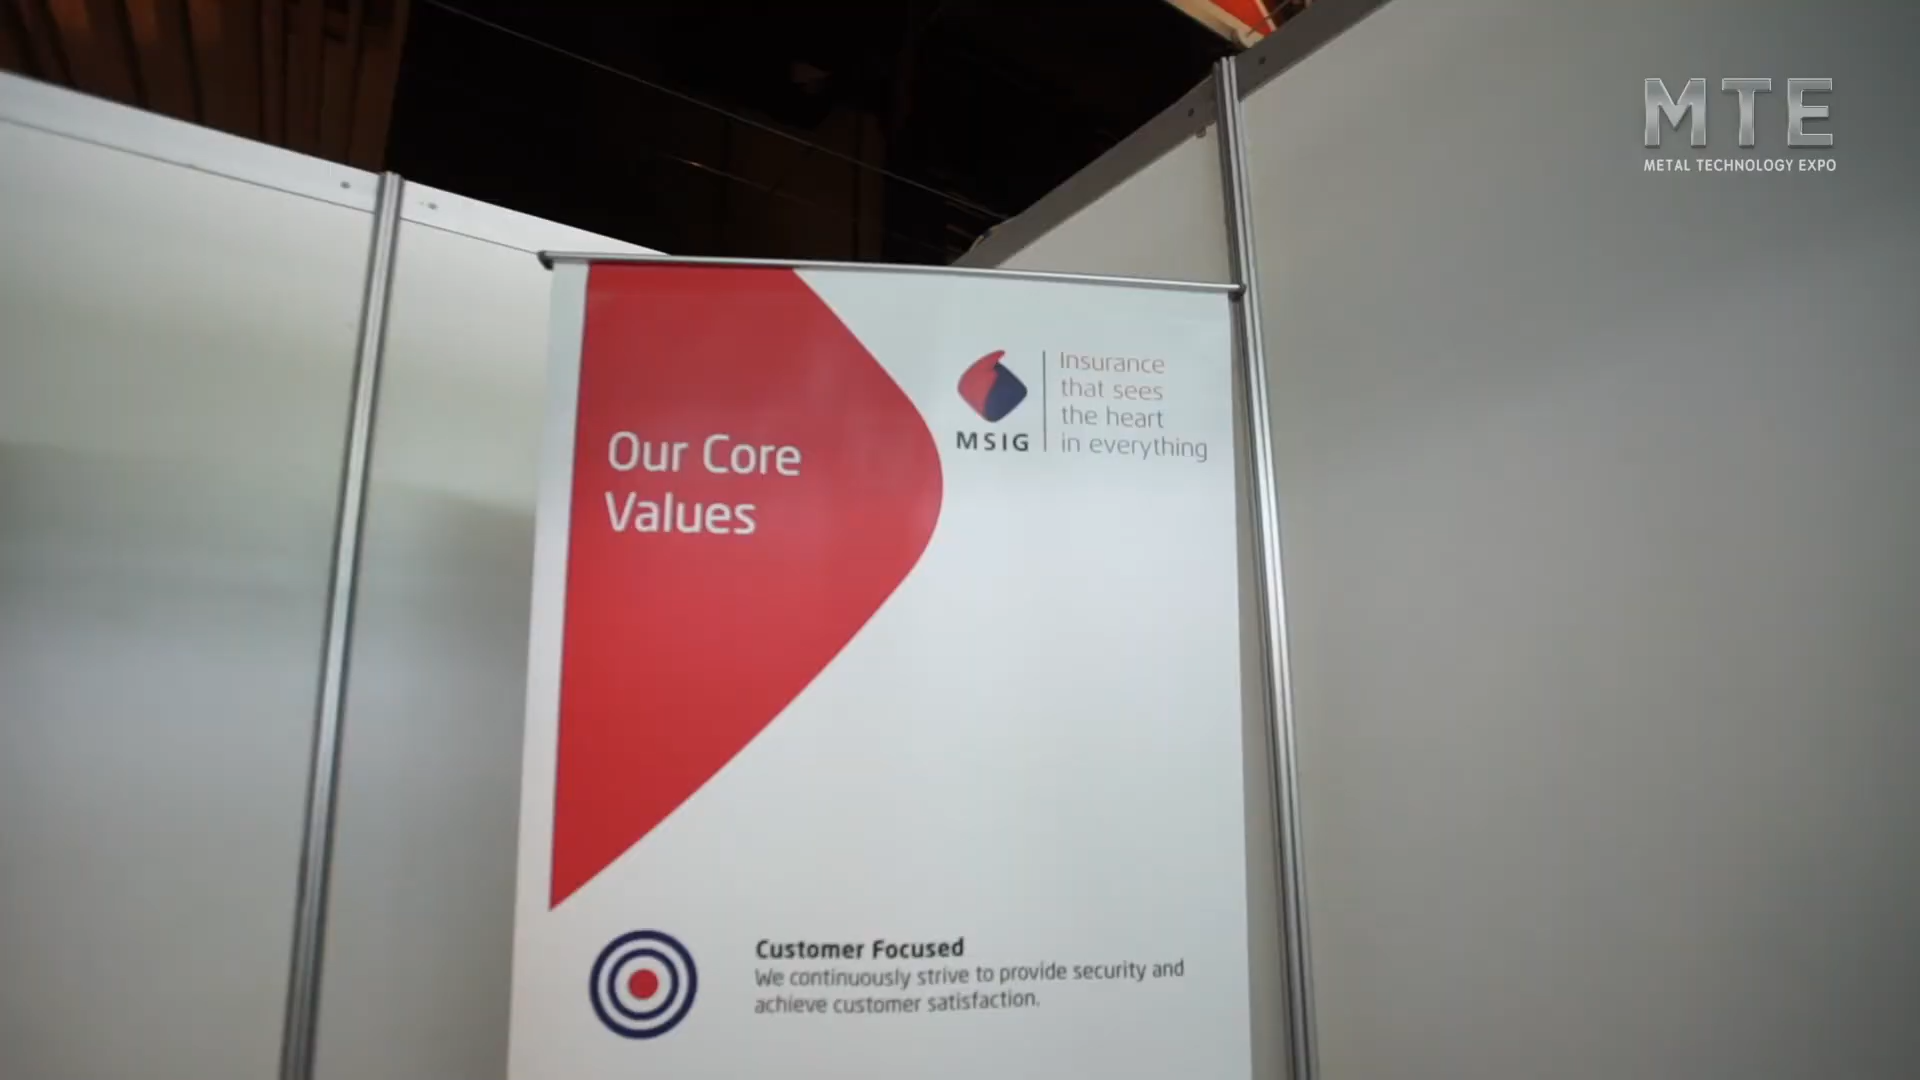 MTE
METAL TECHNOLOGY EXPO
Insurance
that sees
the heart
in everything
MSIG
Our Core
Values
Customer Focused
We continuously strive to provide security and
achieve customer satisfaction.